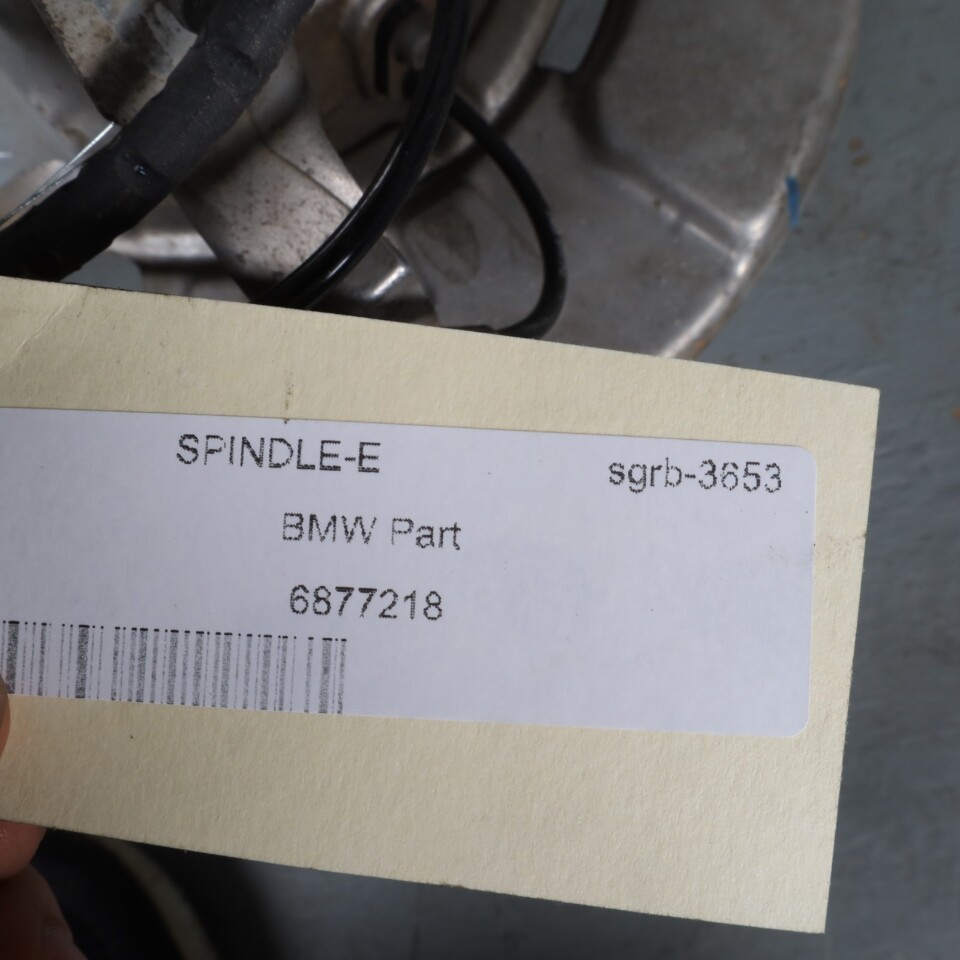 SPINDLE-E sgrb-3653
BMW Part
6877218